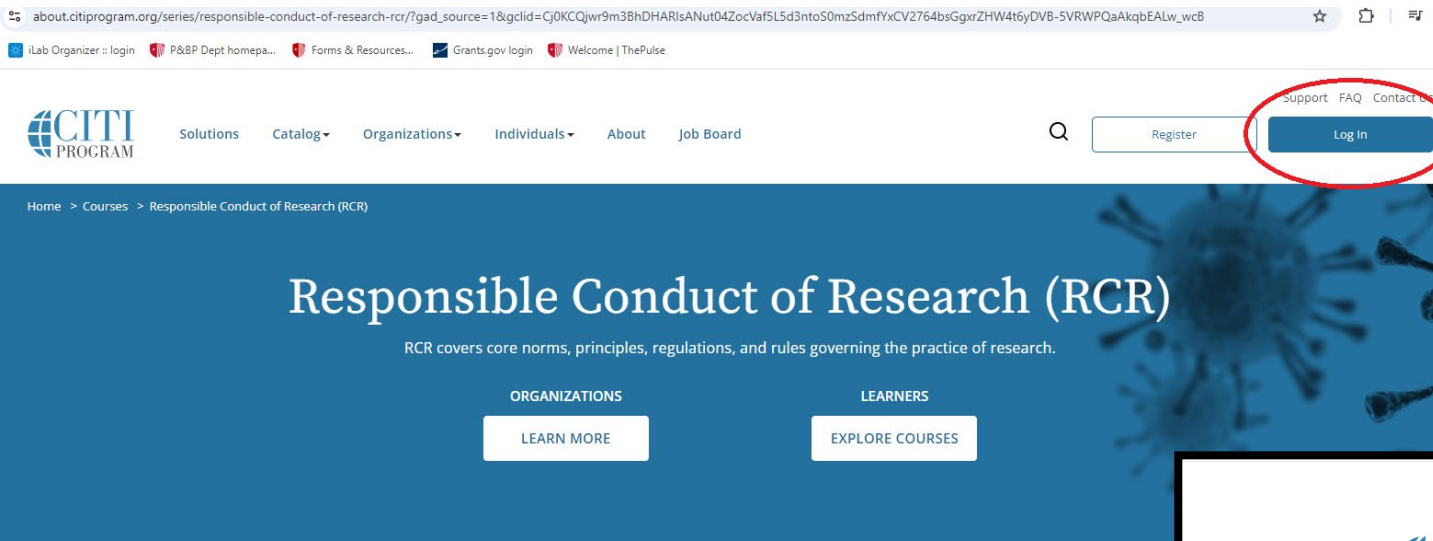 about.citiprogram.org/series/responsible-conduct-of-research-rcr/?gad_source=1&gclid=Cj0KCQjwr9m3BhDHARIsANut04ZocVaf5L5d3ntoS0mzSdmfYxCV2764bsGgxrZHW4t6yDVB-5VRWPQaAkqbEALw_wcB
iLab Organizer :: login P&BP Dept homepa... Forms & Resources... Grants.gov login Welcome | ThePulse
Support FAQ Contact Us
CITI
PROGRAM
Solutions Catalog Organizations Individuals About Job Board Register Log In
Home > Courses > Responsible Conduct of Research (RCR)
Responsible Conduct of Research (RCR)
RCR covers core norms, principles, regulations, and rules governing the practice of research.
ORGANIZATIONS LEARNERS
LEARN MORE EXPLORE COURSES